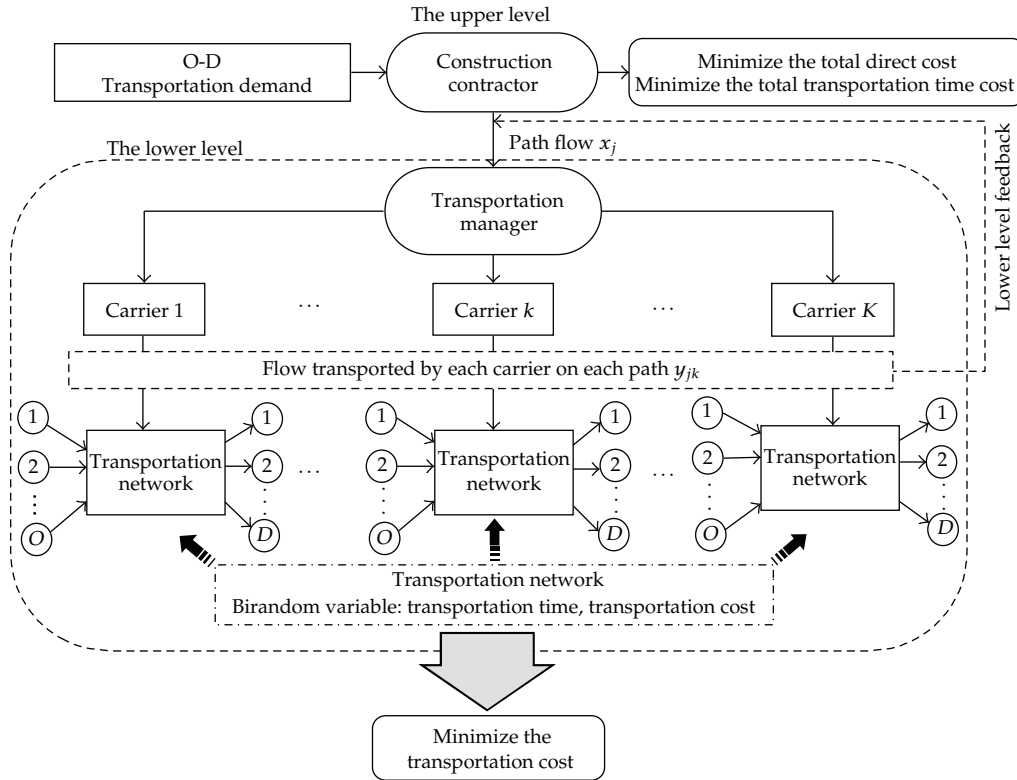 The upper level
O-D
Transportation demand
Construction
contractor
Minimize the total direct cost
Minimize the total transportation time cost
Path flow x_j
Lower level feedback
The lower level
Transportation
manager
Carrier 1
...
Carrier k
...
Carrier K
Flow transported by each carrier on each path y_{jk}
1
2
⋮
O
Transportation
network
1
2
⋮
D
...
1
2
⋮
O
Transportation
network
1
2
⋮
D
...
1
2
⋮
O
Transportation
network
1
2
⋮
D
Transportation network
Birandom variable: transportation time, transportation cost
Minimize the
transportation cost